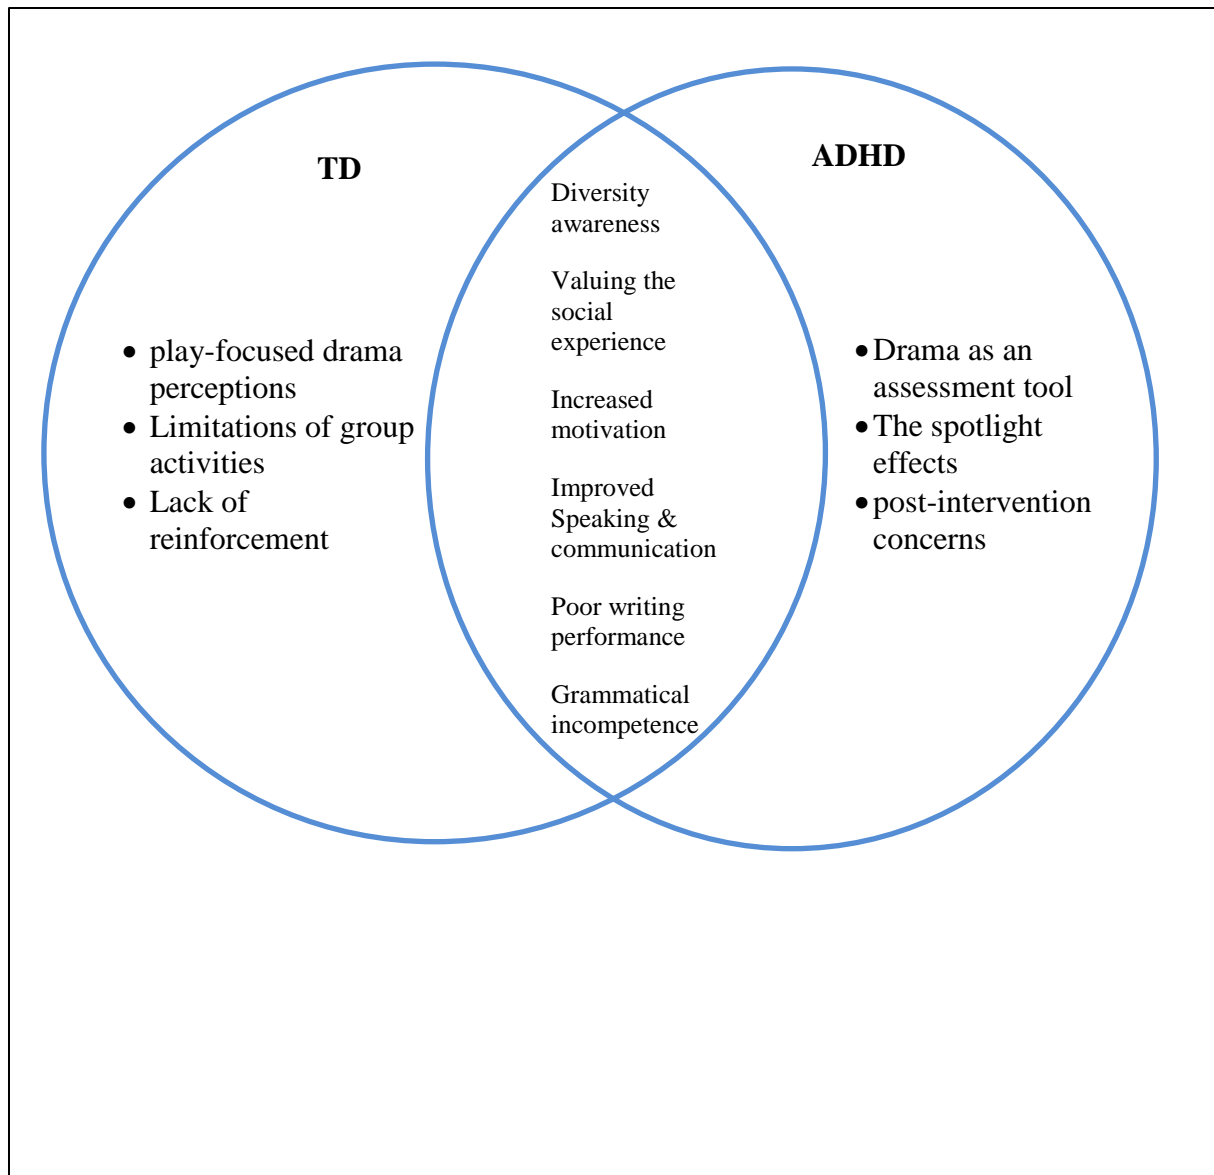 TD
• play-focused drama
perceptions
• Limitations of group
activities
• Lack of
reinforcement
Diversity
awareness
Valuing the
social
experience
Increased
motivation
Improved
Speaking &
communication
Poor writing
performance
Grammatical
incompetence
ADHD
• Drama as an
assessment tool
• The spotlight
effects
• post-intervention
concerns